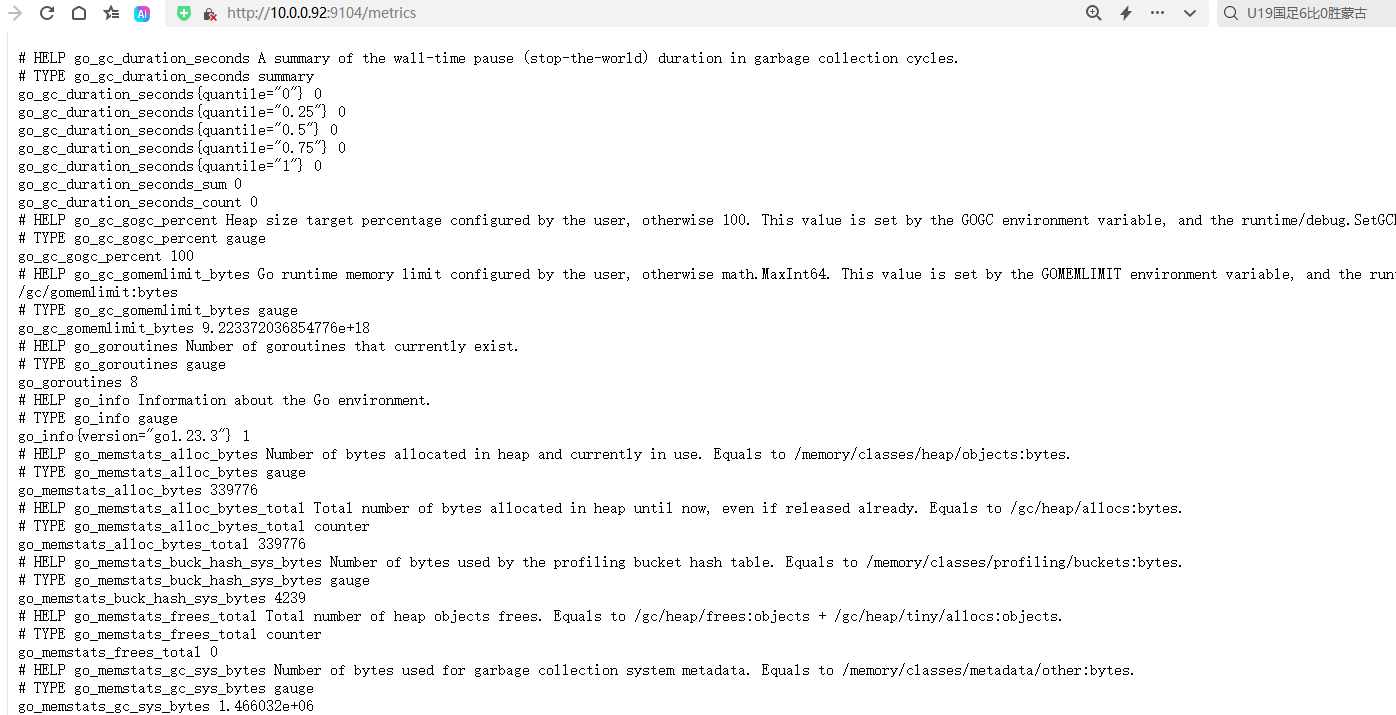 http://10.0.0.92:9104/metrics
U19国足6比0胜蒙古
# HELP go_gc_duration_seconds A summary of the wall-time pause (stop-the-world) duration in garbage collection cycles.
# TYPE go_gc_duration_seconds summary
go_gc_duration_seconds{quantile="0"} 0
go_gc_duration_seconds{quantile="0.25"} 0
go_gc_duration_seconds{quantile="0.5"} 0
go_gc_duration_seconds{quantile="0.75"} 0
go_gc_duration_seconds{quantile="1"} 0
go_gc_duration_seconds_sum 0
go_gc_duration_seconds_count 0
# HELP go_gc_gogc_percent Heap size target percentage configured by the user, otherwise 100. This value is set by the GOGC environment variable, and the runtime/debug.SetGC
# TYPE go_gc_gogc_percent gauge
go_gc_gogc_percent 100
# HELP go_gc_gomemlimit_bytes Go runtime memory limit configured by the user, otherwise math.MaxInt64. This value is set by the GOMEMLIMIT environment variable, and the run
/gc/gomemlimit:bytes
# TYPE go_gc_gomemlimit_bytes gauge
go_gc_gomemlimit_bytes 9.223372036854776e+18
# HELP go_goroutines Number of goroutines that currently exist.
# TYPE go_goroutines gauge
go_goroutines 8
# HELP go_info Information about the Go environment.
# TYPE go_info gauge
go_info{version="go1.23.3"} 1
# HELP go_memstats_alloc_bytes Number of bytes allocated in heap and currently in use. Equals to /memory/classes/heap/objects:bytes.
# TYPE go_memstats_alloc_bytes gauge
go_memstats_alloc_bytes 339776
# HELP go_memstats_alloc_bytes_total Total number of bytes allocated in heap until now, even if released already. Equals to /gc/heap/allocs:bytes.
# TYPE go_memstats_alloc_bytes_total counter
go_memstats_alloc_bytes_total 339776
# HELP go_memstats_buck_hash_sys_bytes Number of bytes used by the profiling bucket hash table. Equals to /memory/classes/profiling/buckets:bytes.
# TYPE go_memstats_buck_hash_sys_bytes gauge
go_memstats_buck_hash_sys_bytes 4239
# HELP go_memstats_frees_total Total number of heap objects frees. Equals to /gc/heap/frees:objects + /gc/heap/tiny/allocs:objects.
# TYPE go_memstats_frees_total counter
go_memstats_frees_total 0
# HELP go_memstats_gc_sys_bytes Number of bytes used for garbage collection system metadata. Equals to /memory/classes/metadata/other:bytes.
# TYPE go_memstats_gc_sys_bytes gauge
go_memstats_gc_sys_bytes 1.466032e+06